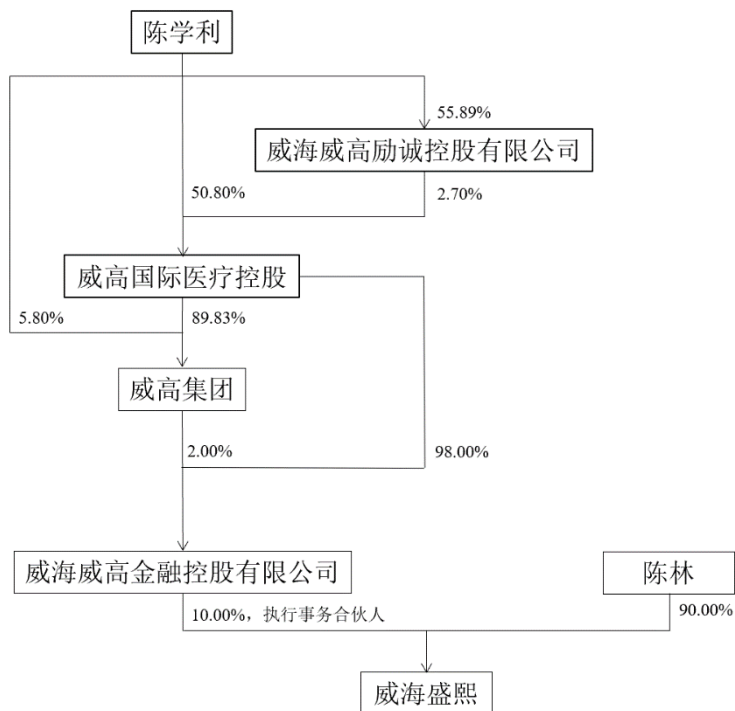 陈学利
55.89%
威海威高励诚控股有限公司
50.80%
2.70%
威高国际医疗控股
5.80%
89.83%
威高集团
2.00%
98.00%
威海威高金融控股有限公司
陈林
10.00%，执行事务合伙人
90.00%
威海盛熙